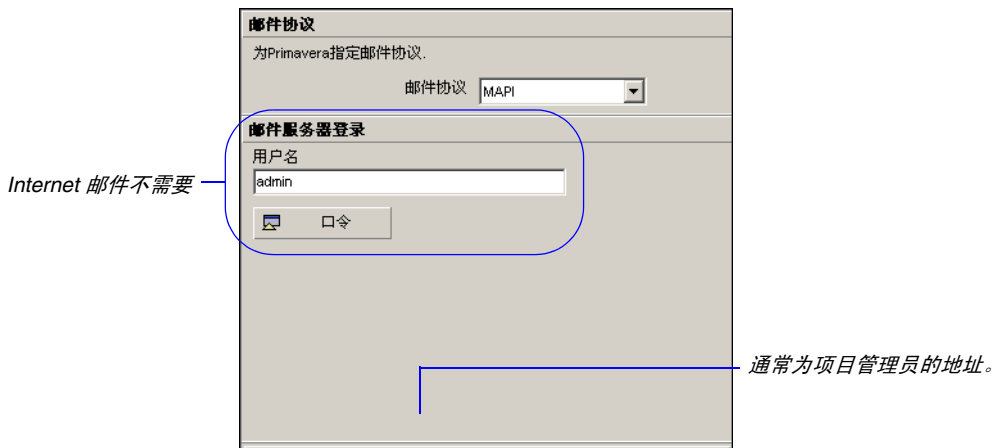 邮件协议
为Primavera指定邮件协议.
邮件协议 MAPI
邮件服务器登录
用户名
Internet 邮件不需要
admin
口令
通常为项目管理员的地址。